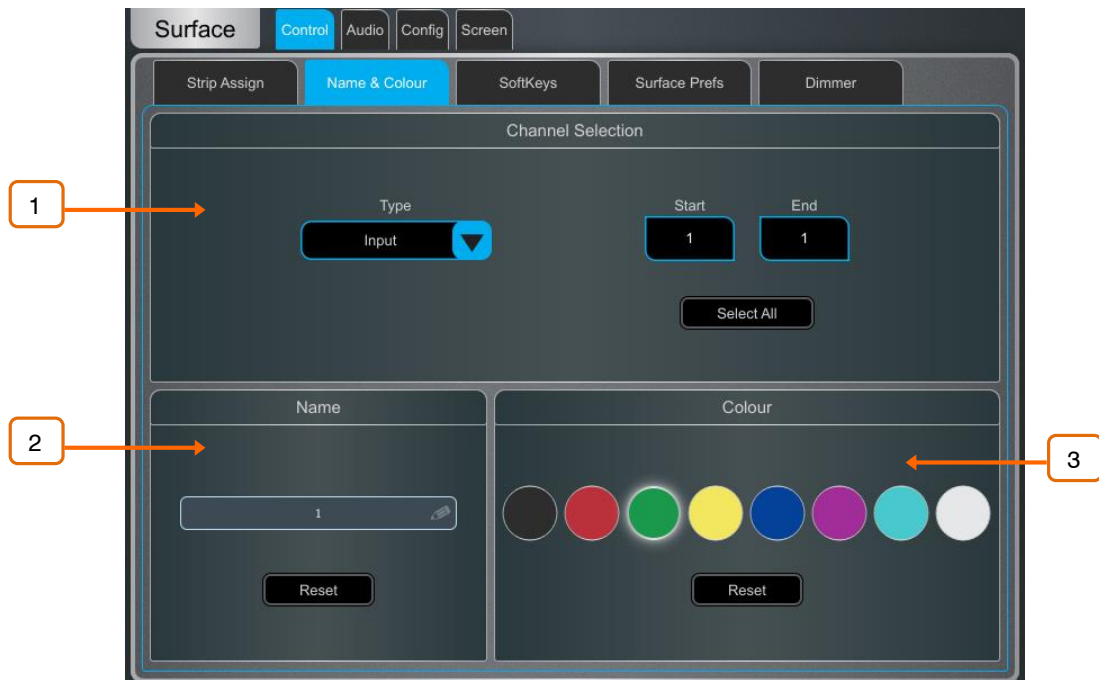 Surface Control Audio Config Screen
Strip Assign Name & Colour SoftKeys Surface Prefs Dimmer
Channel Selection
1
Type Start End
Input 1 1
Select All
Name Colour
2
3
1
Reset Reset